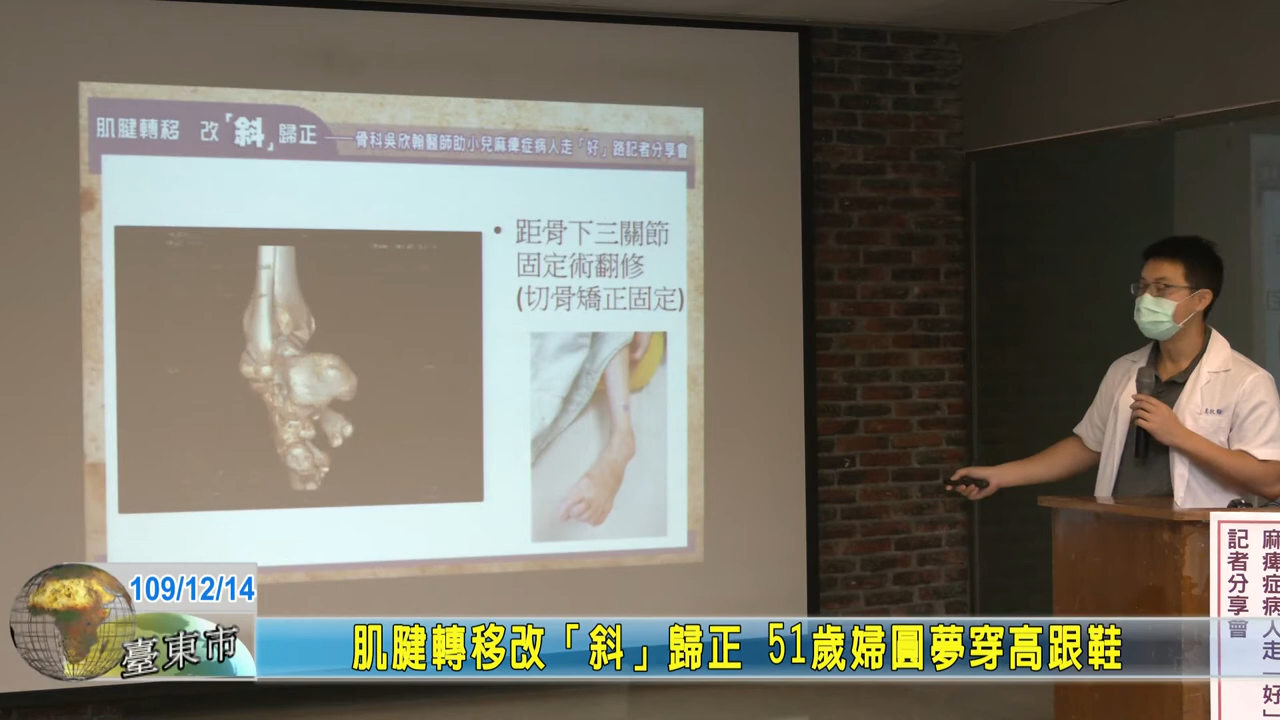 肌腱轉移 改「斜」歸正——骨科吳欣翰醫師助小兒麻痺症病人走「好」路記者分享會
• 距骨下三關節
固定術翻修
(切骨矯正固定)
麻痺症病人走「好」
記者分享會
109/12/14
臺東市
肌腱轉移改「斜」歸正 51歲婦圓夢穿高跟鞋